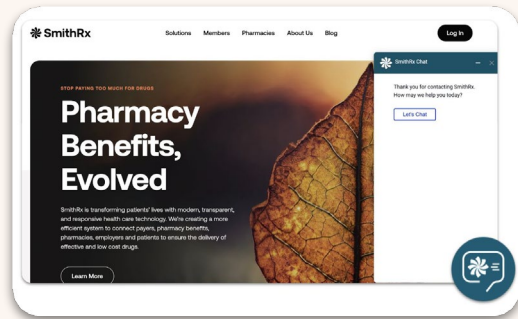 SmithRx
Solutions Members Pharmacies About Us Blog
Log In
SmithRx Chat
Thank you for contacting SmithRx.
How may we help you today?
Let's Chat
STOP PAYING TOO MUCH FOR DRUGS
Pharmacy
Benefits,
Evolved
SmithRx is transforming patients' lives with modern, transparent,
and responsive health care technology. We're creating a more
efficient system to connect payers, pharmacy benefits,
pharmacies, employers and patients to ensure the delivery of
effective and low cost drugs.
Learn More